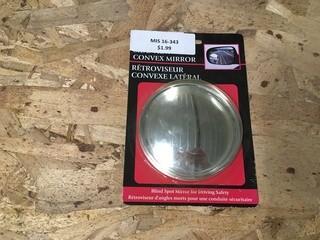 MIS 16-343
$1.99
CONVEX MIRROR
RÉTROVISEUR
CONVEXE LATÉRAL
Blind Spot Mirror for Driving Safety
Rétroviseur d'angles morts pour une conduite sécuritaire